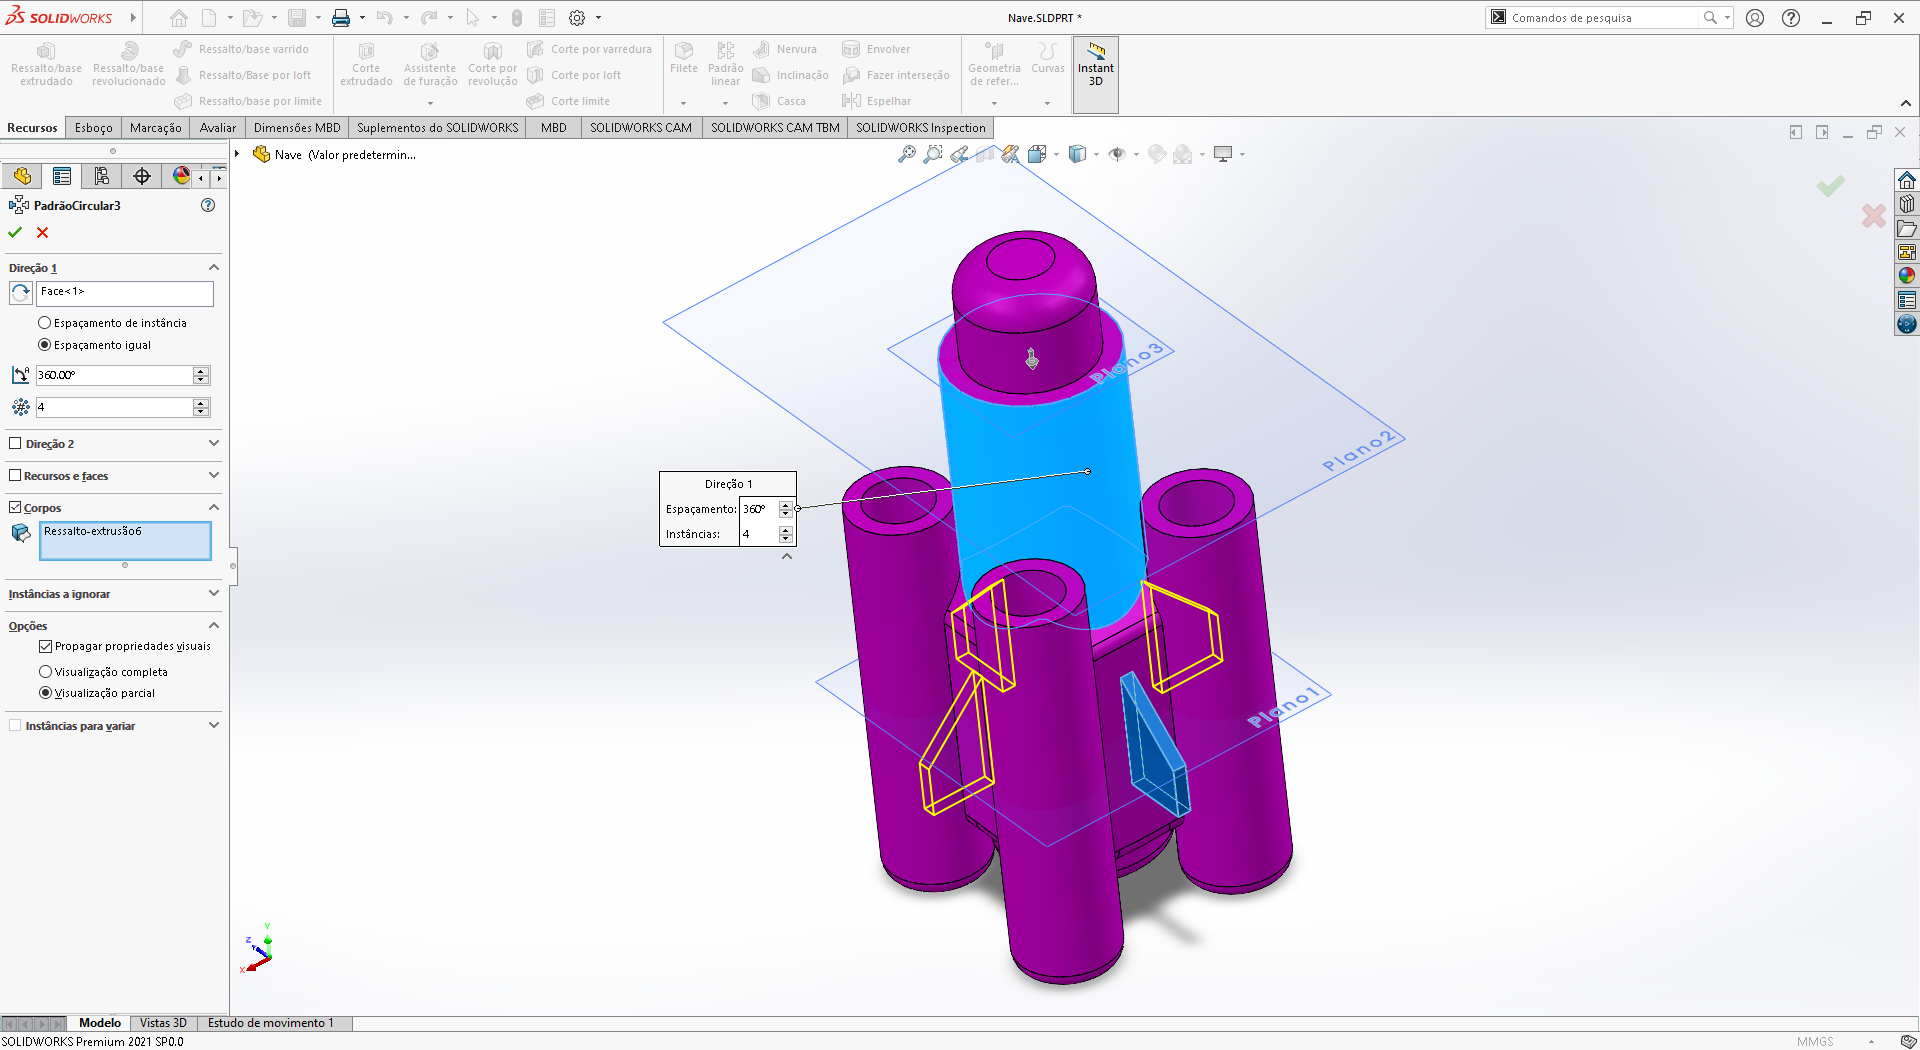 SOLIDWORKS
Nave.SLDPRT *
Comandos de pesquisa
Ressalto/base extrudado
Ressalto/base revolucionado
Ressalto/base varrido
Ressalto/Base por loft
Ressalto/base por limite
Corte extrudado
Assistente de furação
Corte por revolução
Corte por varredura
Corte por loft
Corte limite
Filete
Padrão linear
Nervura
Inclinação
Casca
Envolver
Fazer interseção
Espelhar
Geometria de refer...
Curvas
Instant 3D
Recursos
Esboço
Marcação
Avaliar
Dimensões MBD
Suplementos do SOLIDWORKS
MBD
SOLIDWORKS CAM
SOLIDWORKS CAM TBM
SOLIDWORKS Inspection
Nave (Valor predetermin...
PadrãoCircular3
Direção 1
Face<1>
Espaçamento de instância
Espaçamento igual
360.00°
4
Direção 2
Recursos e faces
Corpos
Ressalto-extrusão6
Instâncias a ignorar
Opções
Propagar propriedades visuais
Visualização completa
Visualização parcial
Instâncias para variar
Direção 1
Espaçamento: 360°
Instâncias: 4
Plano3
Plano2
Plano1
Y
Z
X
Modelo
Vistas 3D
Estudo de movimento 1
SOLIDWORKS Premium 2021 SP0.0
MMGS